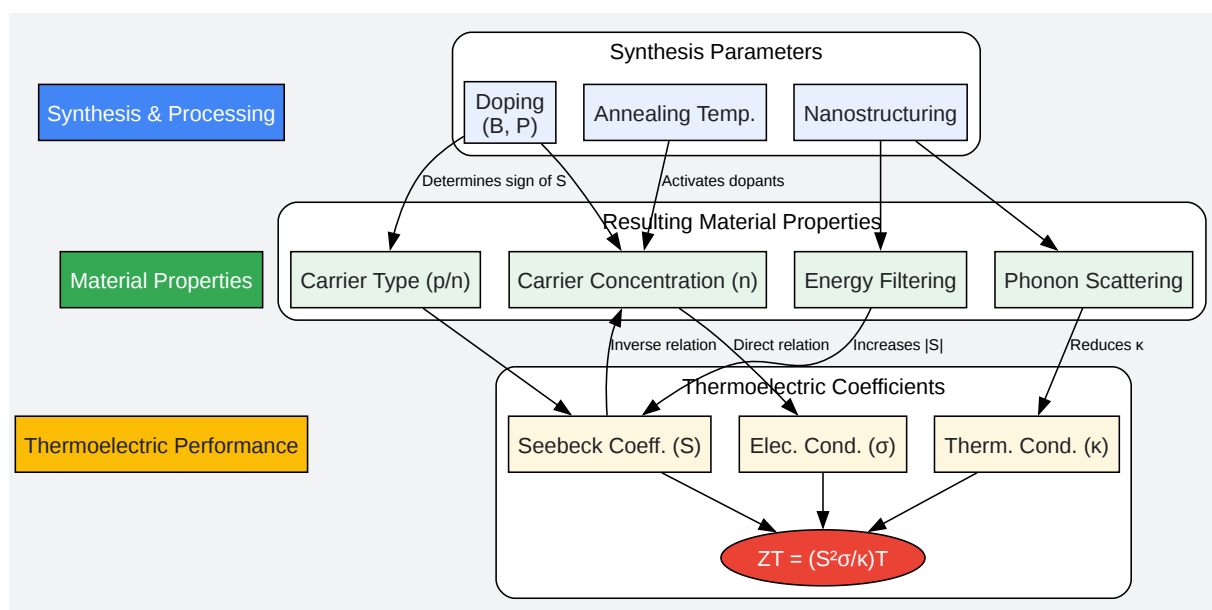 Synthesis Parameters
Synthesis & Processing
Doping
(B, P)
Annealing Temp.
Nanostructuring
Determines sign of S
Activates dopants
Resulting Material Properties
Material Properties
Carrier Type (p/n)
Carrier Concentration (n)
Energy Filtering
Phonon Scattering
Inverse relation
Direct relation
Increases |S|
Reduces κ
Thermoelectric Coefficients
Thermoelectric Performance
Seebeck Coeff. (S)
Elec. Cond. (σ)
Therm. Cond. (κ)
ZT = (S²σ/κ)T